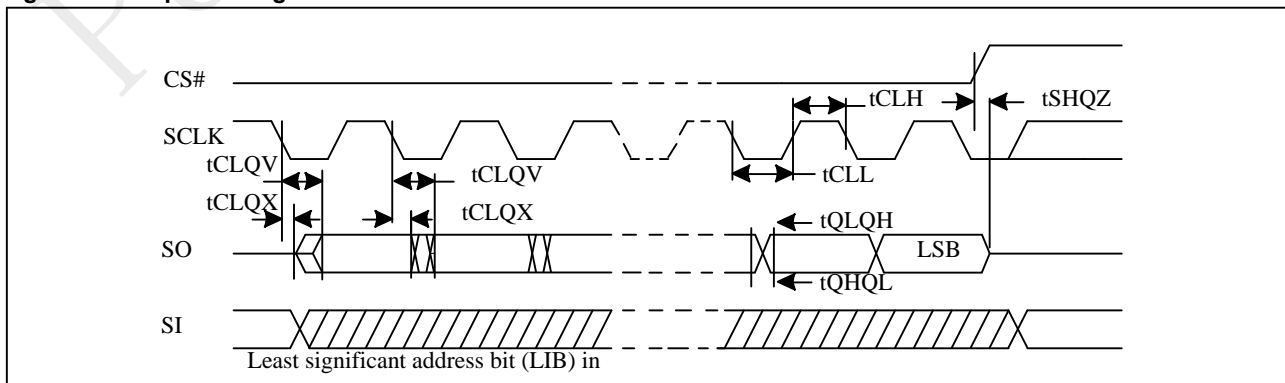 CS#
tCLH
tSHQZ
SCLK
tCLQV
tCLQV
tCLL
tCLQX
tCLQX
tQLQH
SO
LSB
tQHQL
SI
Least significant address bit (LIB) in